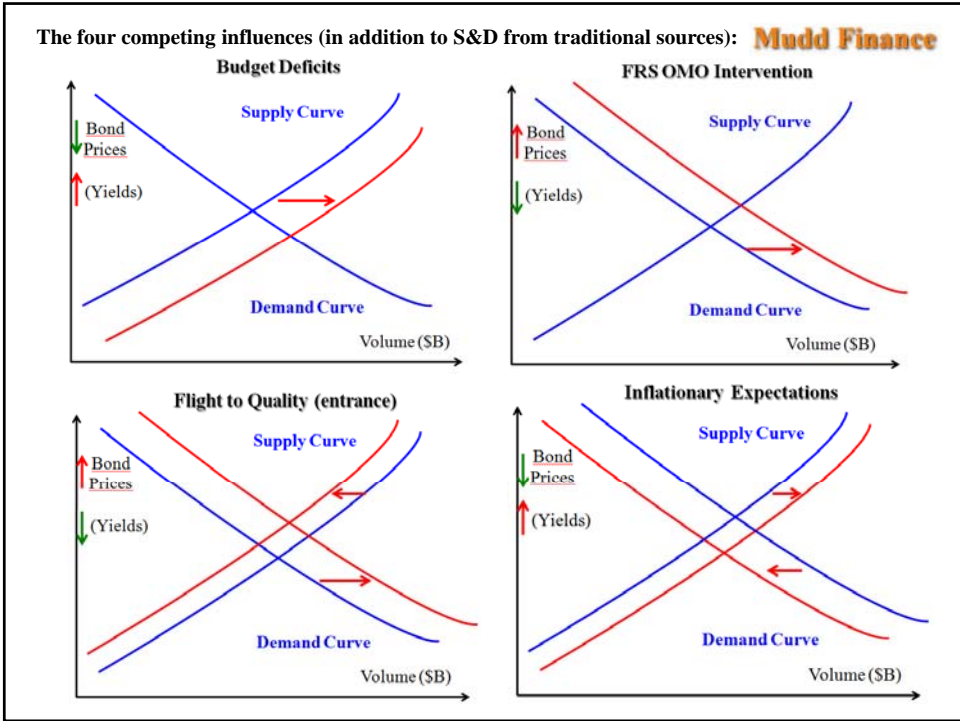 The four competing influences (in addition to S&D from traditional sources): Mudd Finance
Budget Deficits
Supply Curve
Bond
Prices
(Yields)
Demand Curve
Volume ($B)
FRS OMO Intervention
Supply Curve
Bond
Prices
(Yields)
Demand Curve
Volume ($B)
Flight to Quality (entrance)
Supply Curve
Bond
Prices
(Yields)
Demand Curve
Volume ($B)
Inflationary Expectations
Supply Curve
Bond
Prices
(Yields)
Demand Curve
Volume ($B)